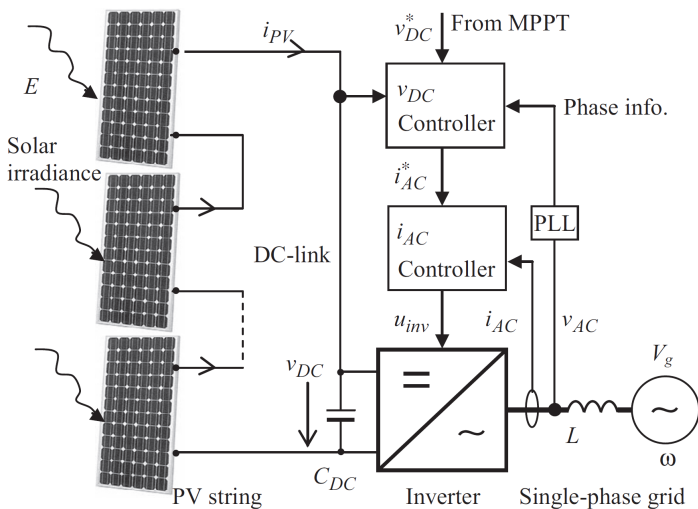 i_PV
v*_DC
From MPPT
E
v_DC
Controller
Phase info.
Solar
irradiance
i*_AC
PLL
i_AC
Controller
DC-link
u_inv
i_AC
v_AC
v_DC
V_g
=
~
~
L
ω
PV string
C_DC
Inverter
Single-phase grid